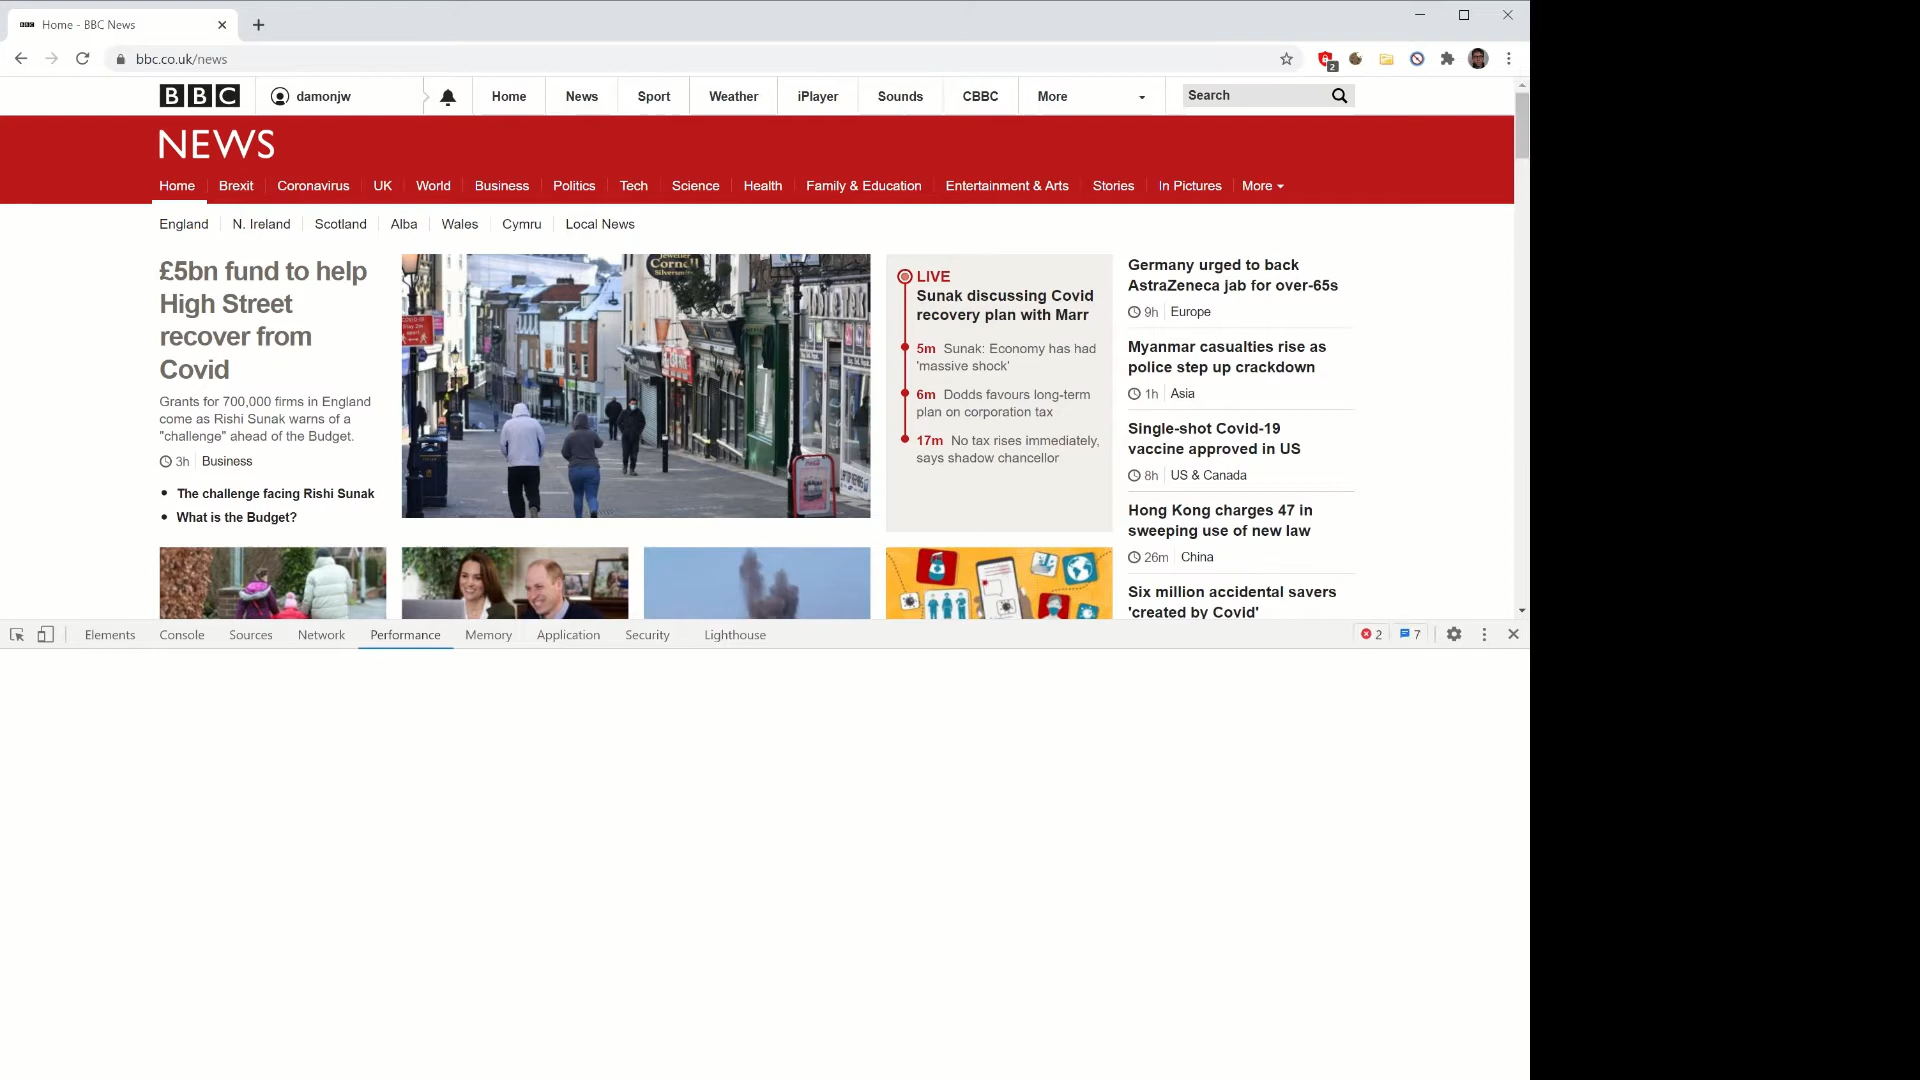 Home - BBC News
bbc.co.uk/news
2
BBC
damonjw
Home
News
Sport
Weather
iPlayer
Sounds
CBBC
More
Search
NEWS
Home
Brexit
Coronavirus
UK
World
Business
Politics
Tech
Science
Health
Family & Education
Entertainment & Arts
Stories
In Pictures
More
England
N. Ireland
Scotland
Alba
Wales
Cymru
Local News
£5bn fund to help
High Street
recover from
Covid
Grants for 700,000 firms in England
come as Rishi Sunak warns of a
"challenge" ahead of the Budget.
3h
Business
The challenge facing Rishi Sunak
What is the Budget?
Jeweller
Silversmith
LIVE
Sunak discussing Covid
recovery plan with Marr
5m Sunak: Economy has had
'massive shock'
6m Dodds favours long-term
plan on corporation tax
17m No tax rises immediately,
says shadow chancellor
Germany urged to back
AstraZeneca jab for over-65s
9h
Europe
Myanmar casualties rise as
police step up crackdown
1h
Asia
Single-shot Covid-19
vaccine approved in US
8h
US & Canada
Hong Kong charges 47 in
sweeping use of new law
26m
China
Six million accidental savers
'created by Covid'
Elements
Console
Sources
Network
Performance
Memory
Application
Security
Lighthouse
2
7